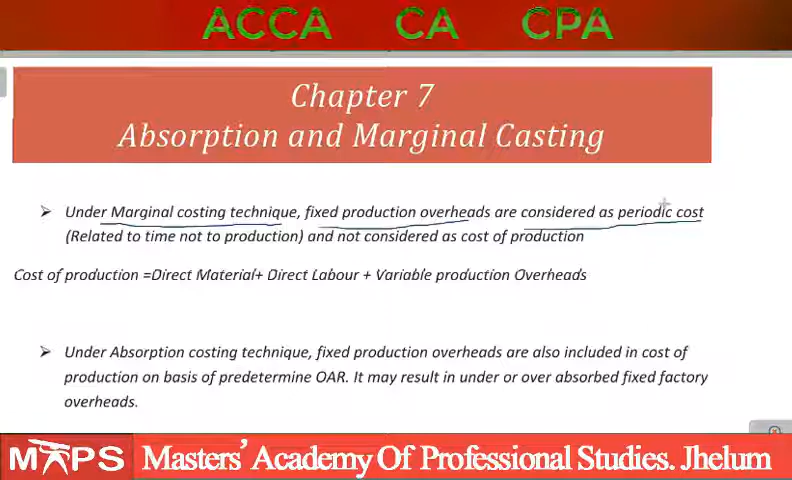 ACCA CA CPA
Chapter 7
Absorption and Marginal Casting
Under Marginal costing technique, fixed production overheads are considered as periodic cost
(Related to time not to production) and not considered as cost of production
Cost of production =Direct Material+ Direct Labour + Variable production Overheads
Under Absorption costing technique, fixed production overheads are also included in cost of
production on basis of predetermine OAR. It may result in under or over absorbed fixed factory
overheads.
MAPS Masters' Academy Of Professional Studies. Jhelum